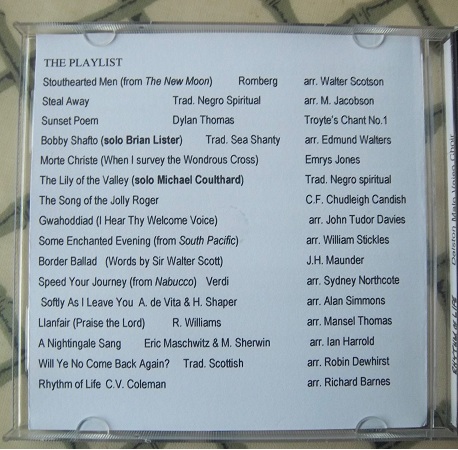 THE PLAYLIST
Stouthearted Men (from The New Moon) Romberg arr. Walter Scotson
Steal Away Trad. Negro Spiritual arr. M. Jacobson
Sunset Poem Dylan Thomas Troyte's Chant No.1
Bobby Shafto (solo Brian Lister) Trad. Sea Shanty arr. Edmund Walters
Morte Christe (When I survey the Wondrous Cross) Emrys Jones
The Lily of the Valley (solo Michael Coulthard) Trad. Negro spiritual
The Song of the Jolly Roger C.F. Chudleigh Candish
Gwahoddiad (I Hear Thy Welcome Voice) arr. John Tudor Davies
Some Enchanted Evening (from South Pacific) arr. William Stickles
Border Ballad (Words by Sir Walter Scott) J.H. Maunder
Speed Your Journey (from Nabucco) Verdi arr. Sydney Northcote
Softly As I Leave You A. de Vita & H. Shaper arr. Alan Simmons
Llanfair (Praise the Lord) R. Williams arr. Mansel Thomas
A Nightingale Sang Eric Maschwitz & M. Sherwin arr. Ian Harrold
Will Ye No Come Back Again? Trad. Scottish arr. Robin Dewhirst
Rhythm of Life C.V. Coleman arr. Richard Barnes
Dalston Male Voice Choir
RHYTHM OF LIFE